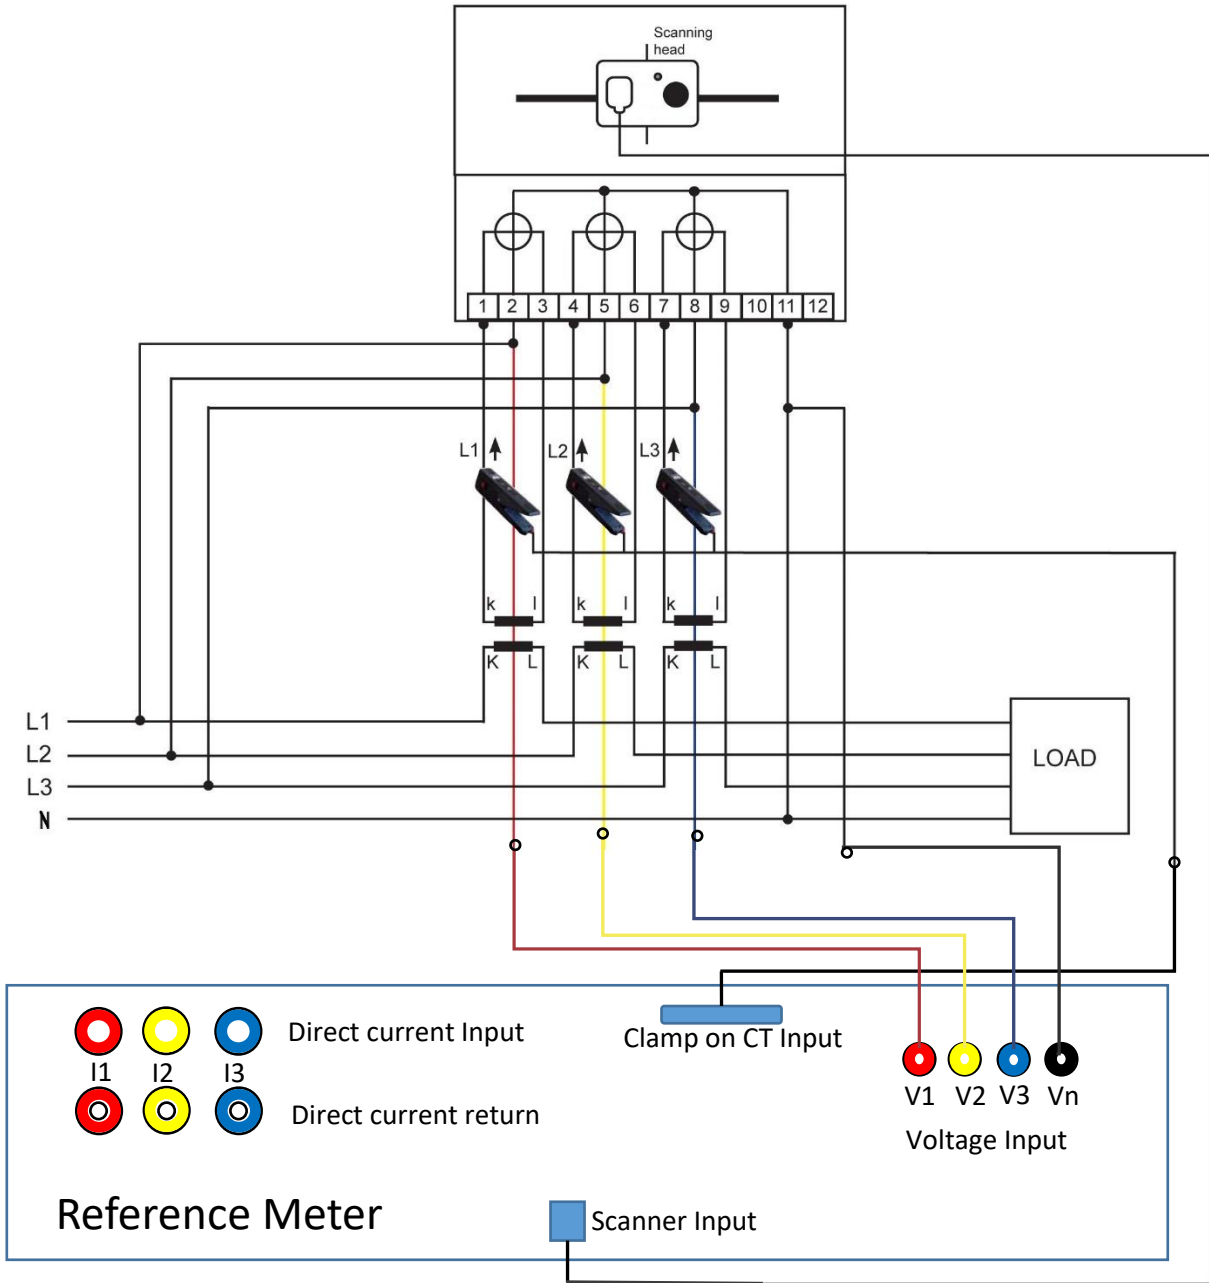 Scanning
head
1 2 3 4 5 6 7 8 9 10 11 12
L1 L2 L3
k l k l k l
K L K L K L
L1
L2
L3
N
LOAD
Direct current Input
I1 I2 I3
Direct current return
Clamp on CT Input
V1 V2 V3 Vn
Voltage Input
Reference Meter
Scanner Input